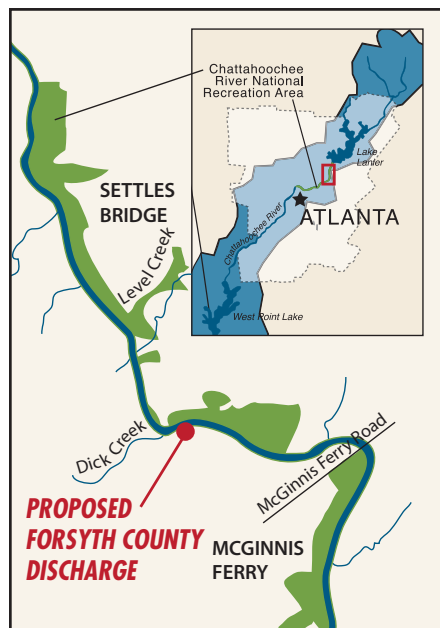 Chattahoochee
River National
Recreation Area
Lake
Lanier
ATLANTA
Chattahoochee River
West Point Lake
SETTLES
BRIDGE
Level Creek
Dick Creek
McGinnis Ferry Road
PROPOSED
FORSYTH COUNTY
DISCHARGE
MCGINNIS
FERRY